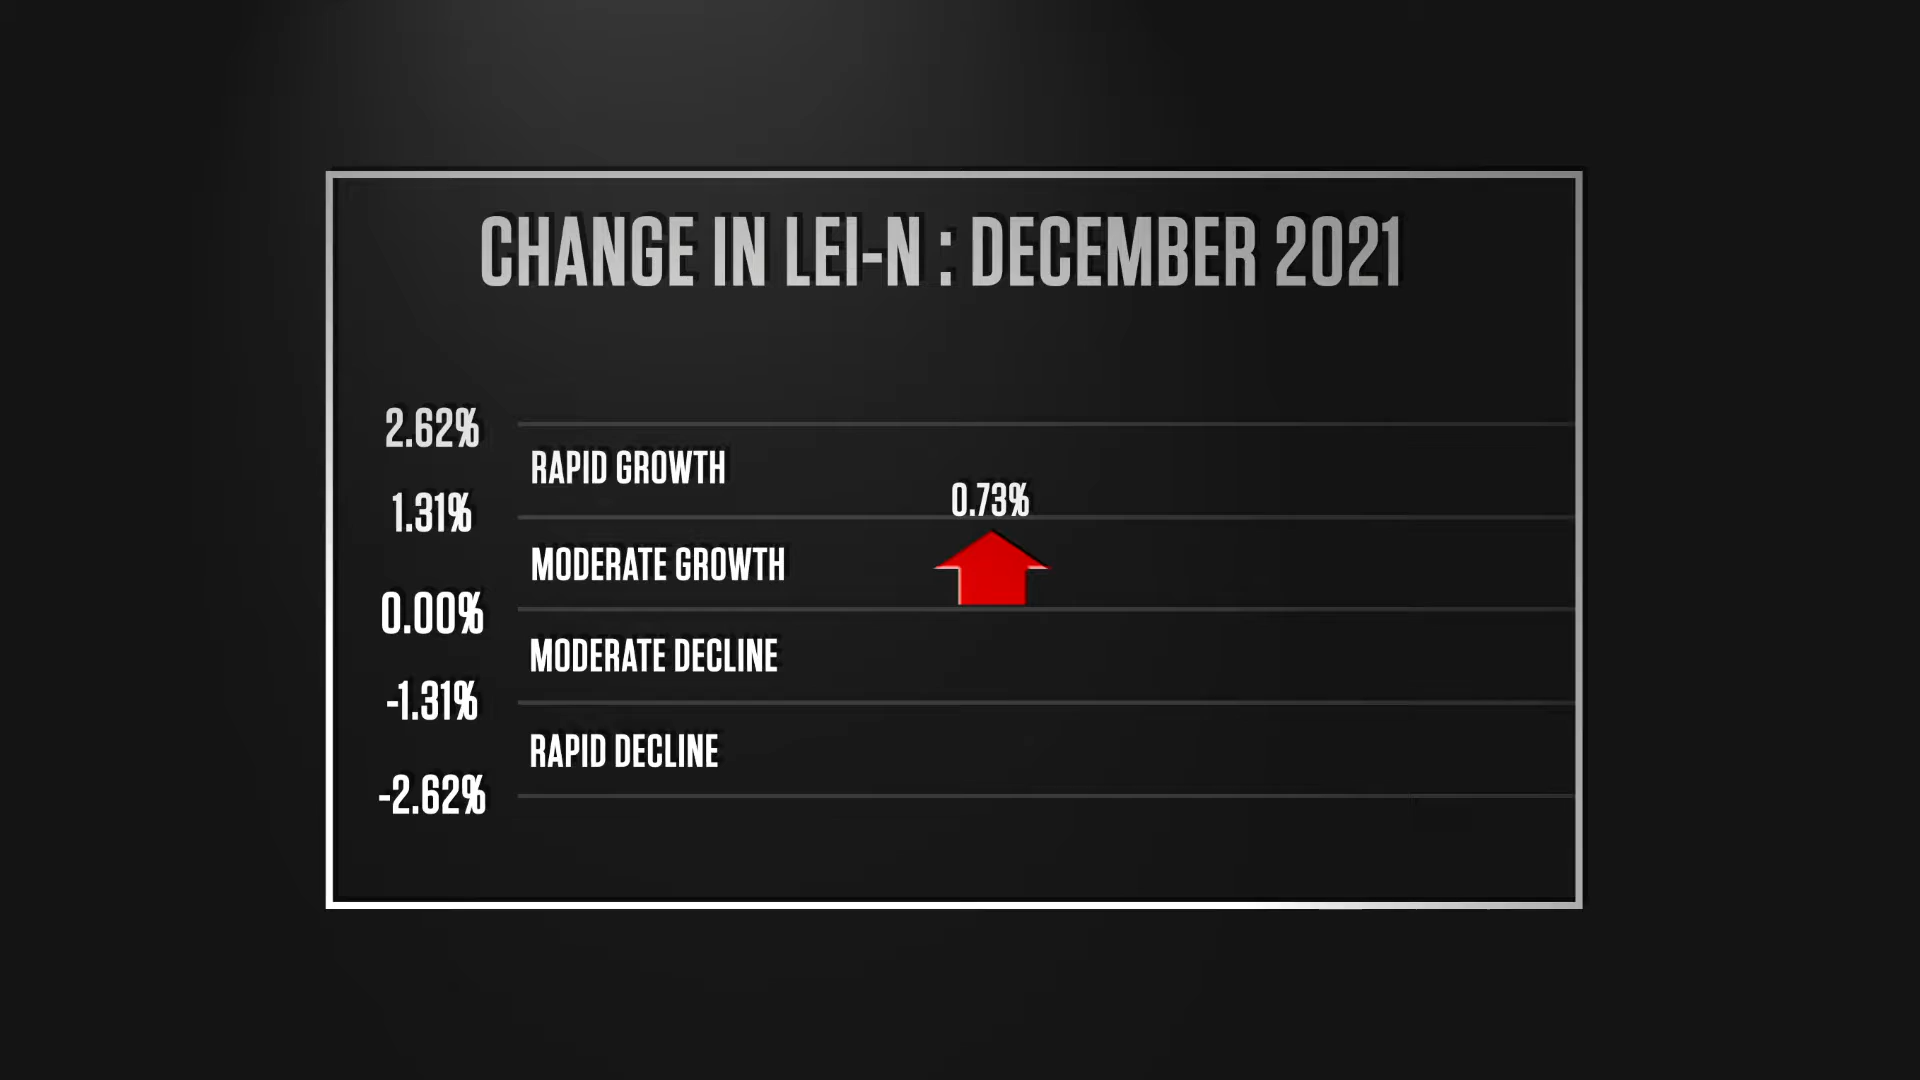 CHANGE IN LEI-N : DECEMBER 2021
2.62%
RAPID GROWTH
0.73%
1.31%
MODERATE GROWTH
0.00%
MODERATE DECLINE
-1.31%
RAPID DECLINE
-2.62%